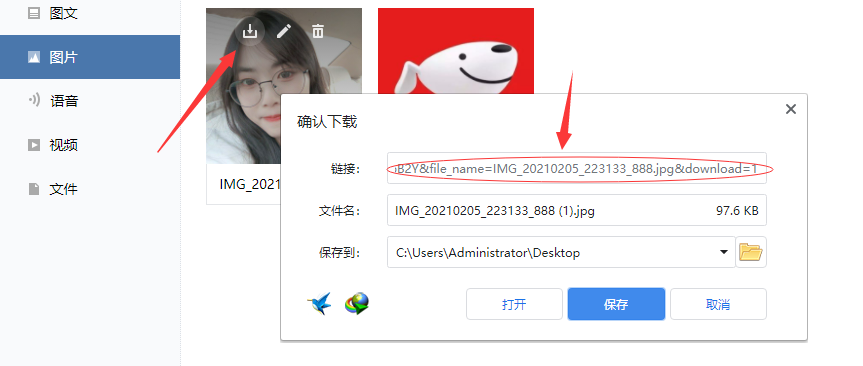 图文
图片
语音
视频
文件
IMG_2021
确认下载
链接：
B2Y&file_name=IMG_20210205_223133_888.jpg&download=1
文件名：
IMG_20210205_223133_888 (1).jpg
97.6 KB
保存到：
C:\Users\Administrator\Desktop
打开
保存
取消